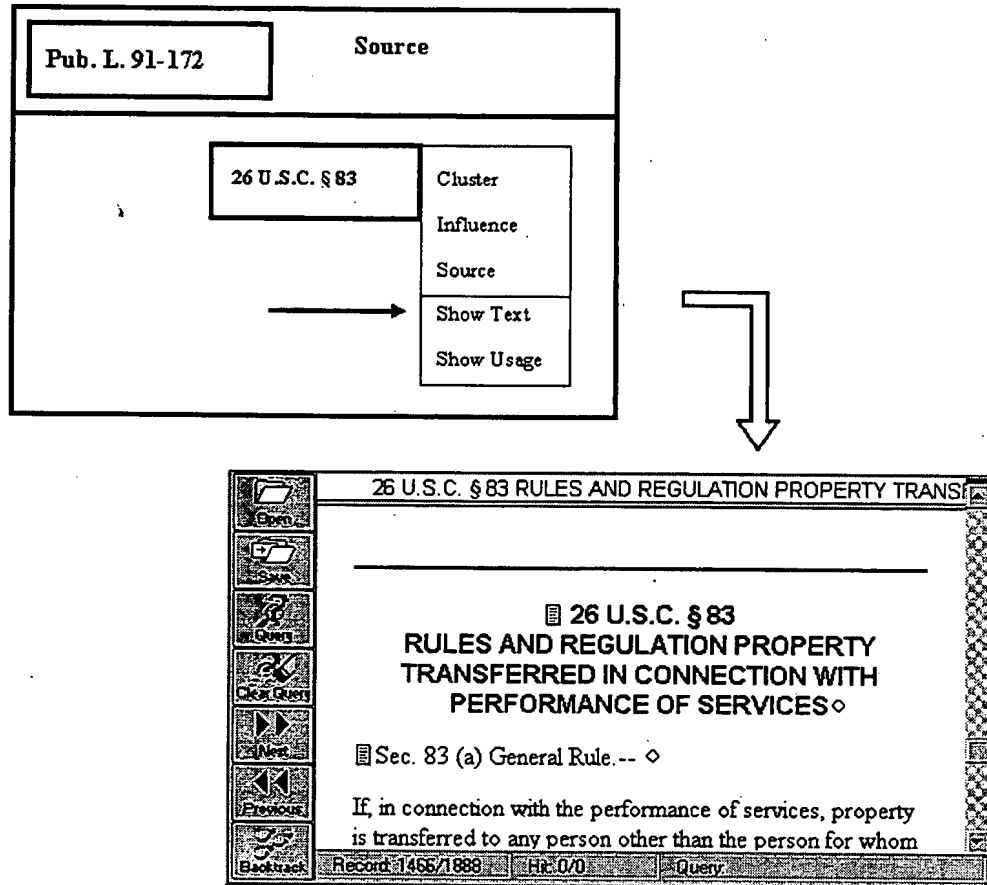 Pub. L. 91-172
Source
26 U.S.C. § 83
Cluster
Influence
Source
Show Text
Show Usage
26 U.S.C. § 83 RULES AND REGULATION PROPERTY TRANSF
Open
Save
Query
Clear Query
Next
Previous
Backtrack
26 U.S.C. § 83
RULES AND REGULATION PROPERTY
TRANSFERRED IN CONNECTION WITH
PERFORMANCE OF SERVICES
Sec. 83 (a) General Rule.--
If, in connection with the performance of services, property
is transferred to any person other than the person for whom
Record: 1466/1888
Hit: 0/0
Query: